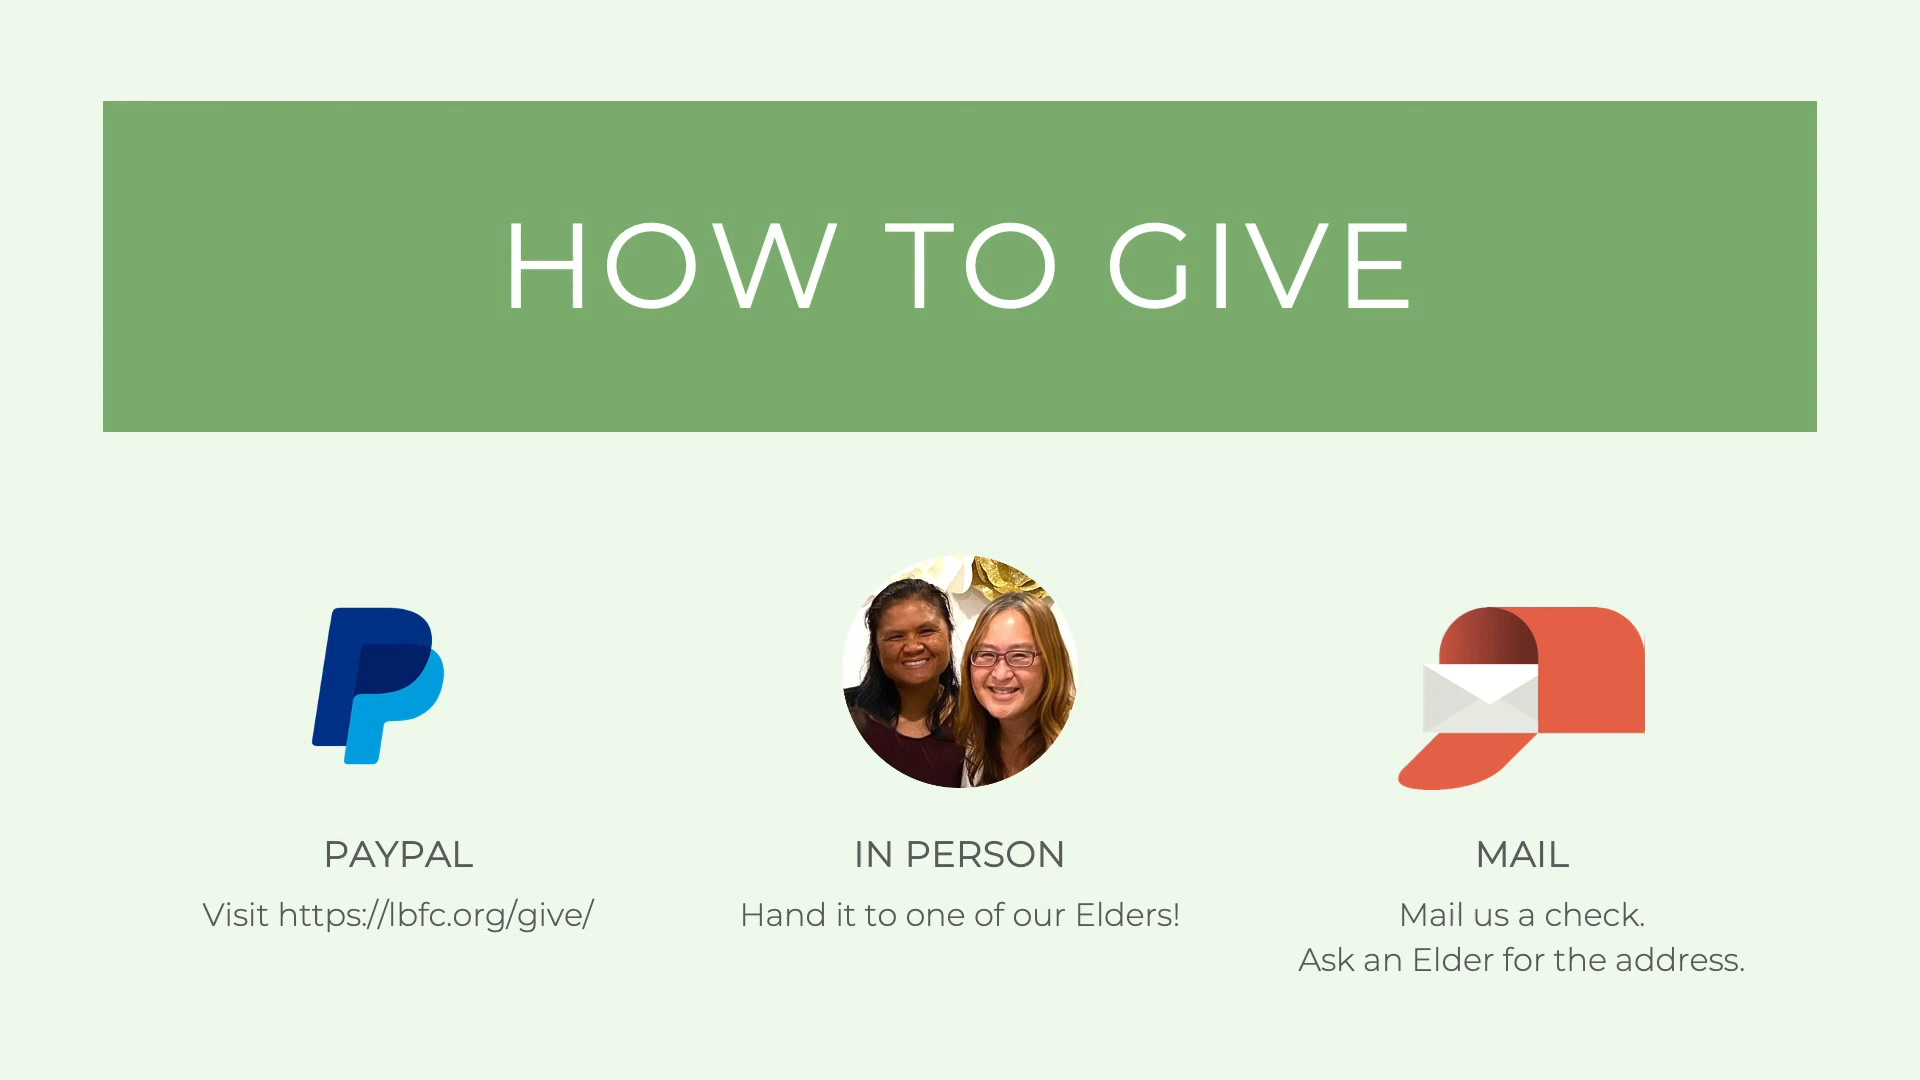 HOW TO GIVE
PAYPAL
Visit https://lbfc.org/give/
IN PERSON
Hand it to one of our Elders!
MAIL
Mail us a check.
Ask an Elder for the address.